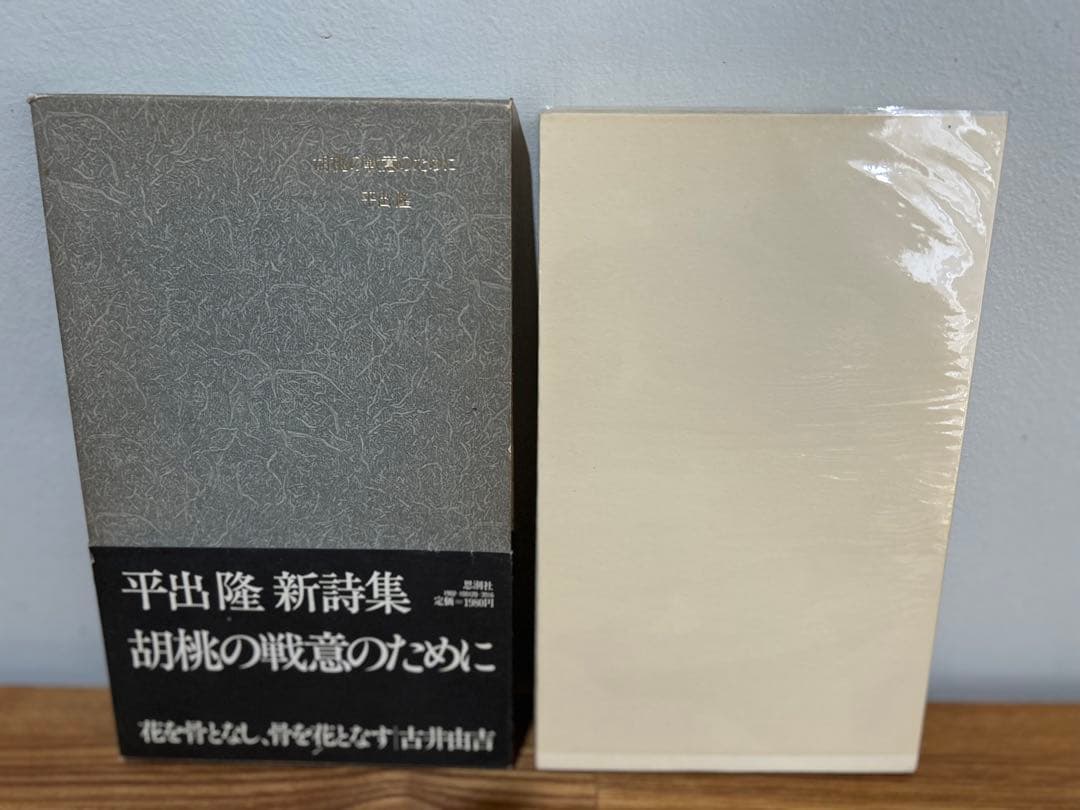 胡桃の戦意のために
平出 隆
平出 隆 新詩集
思潮社
定価=1980円
胡桃の戦意のために
花を骨となし、骨を花となす|古井由吉